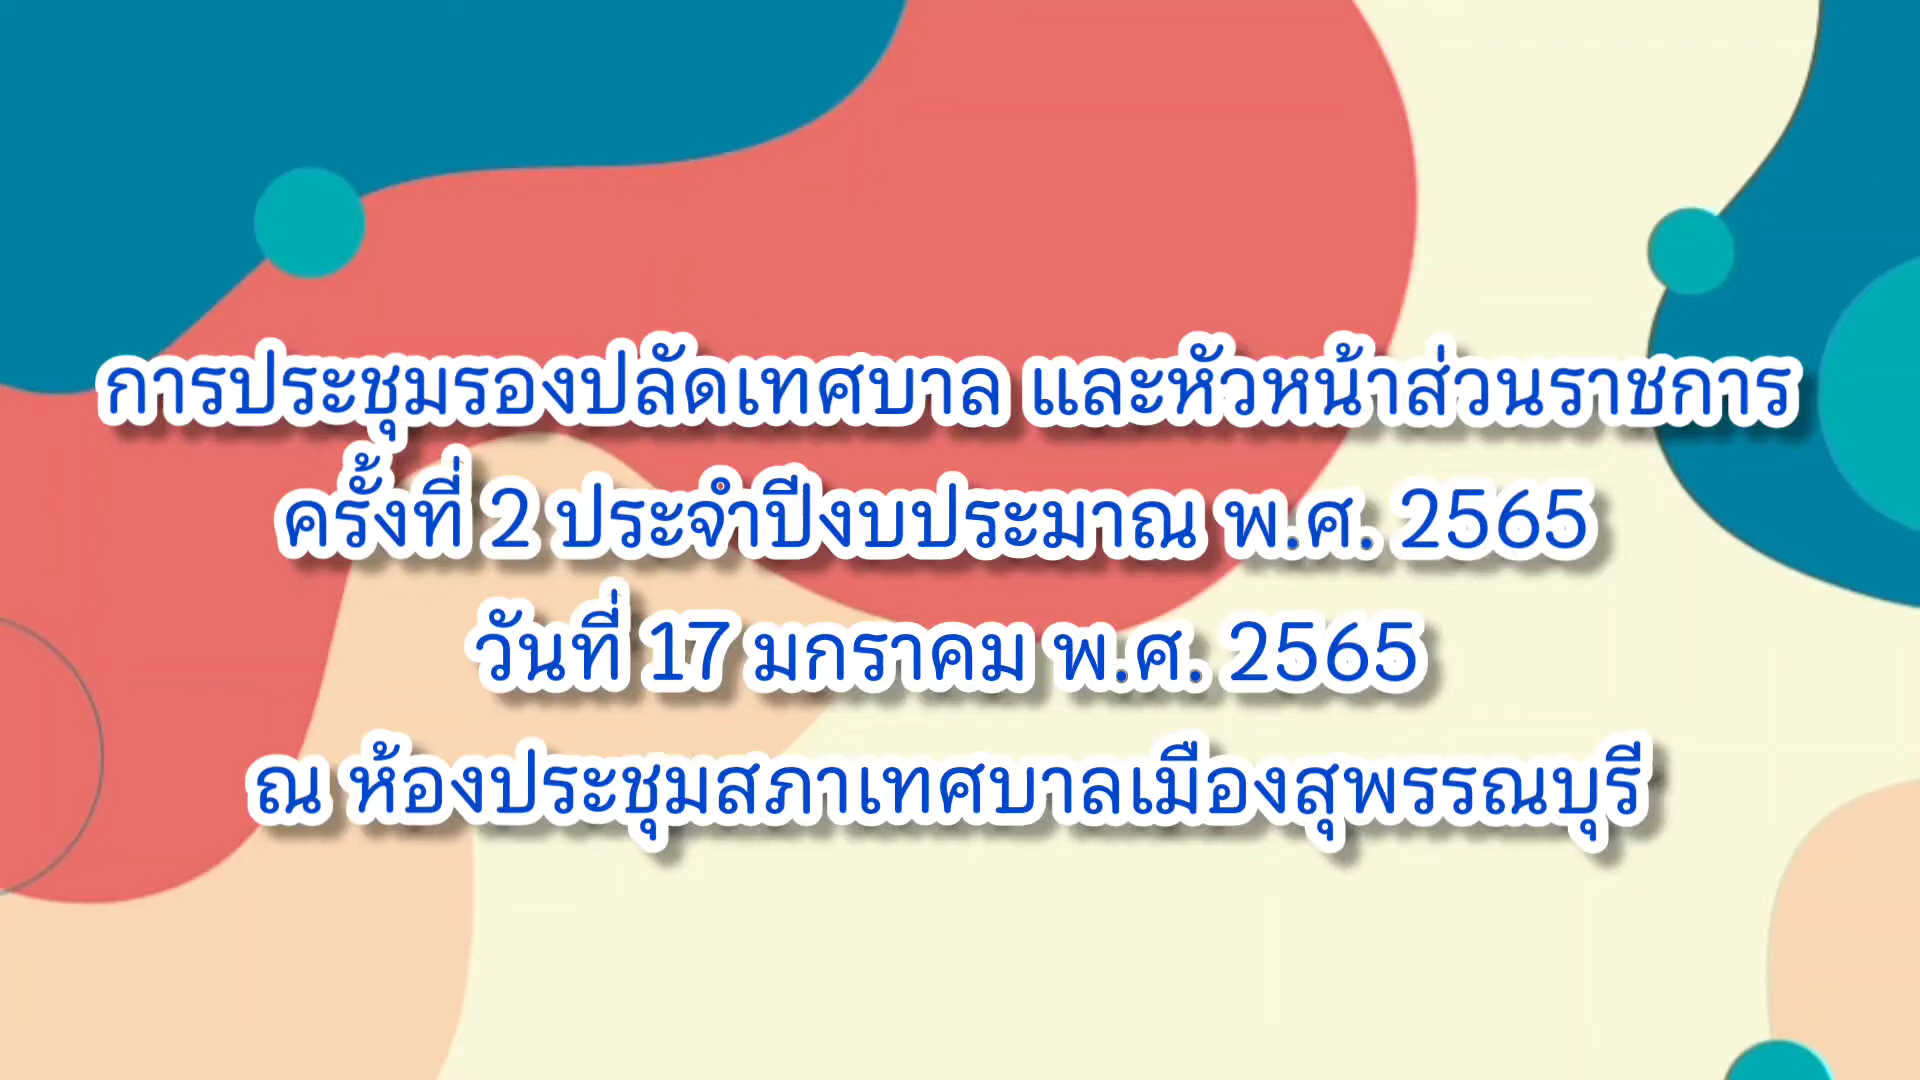 การประชุมรองปลัดเทศบาล และหัวหน้าส่วนราชการ
ครั้งที่ 2 ประจำปีงบประมาณ พ.ศ. 2565
วันที่ 17 มกราคม พ.ศ. 2565
ณ ห้องประชุมสภาเทศบาลเมืองสุพรรณบุรี